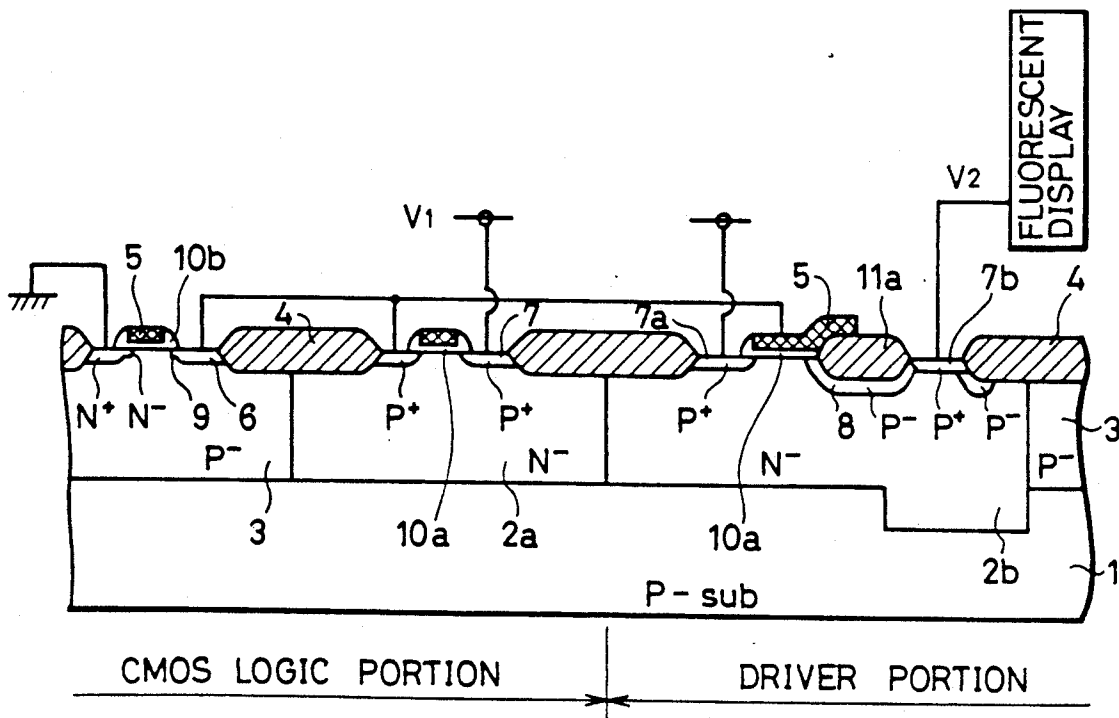 FLUORESCENT
DISPLAY
V2
V1
5
10b
4
7
7a
5
11a
7b
4
N+ N- 9 6 P+ P+ P+ 8 P- P+ P-
3
P- N- N- P-
3 10a 2a 10a 2b 1
P-sub
CMOS LOGIC PORTION DRIVER PORTION